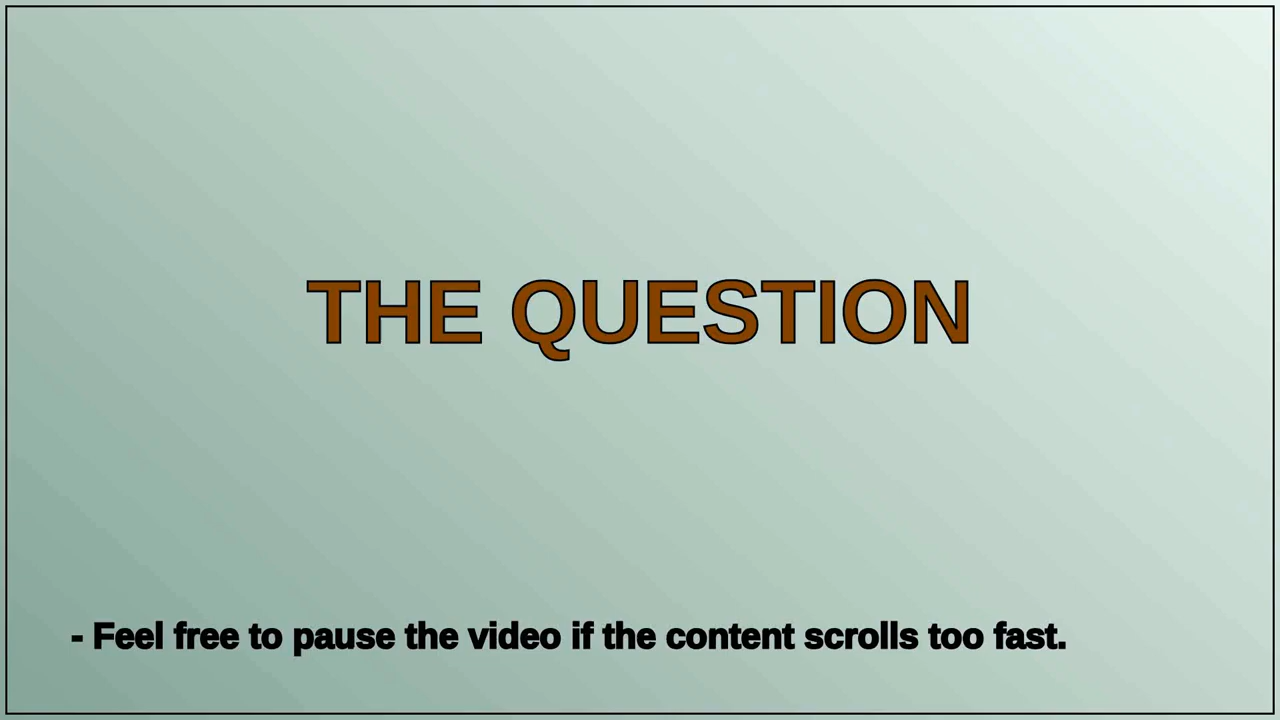 THE QUESTION
- Feel free to pause the video if the content scrolls too fast.